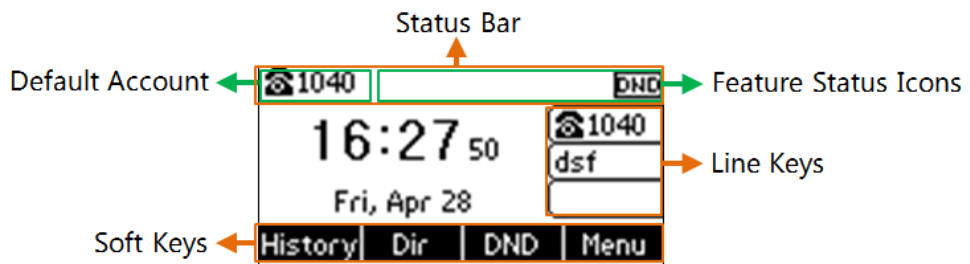 Status Bar
Default Account
1040
DND
Feature Status Icons
16:27 50
1040
dsf
Line Keys
Fri, Apr 28
Soft Keys
History Dir DND Menu